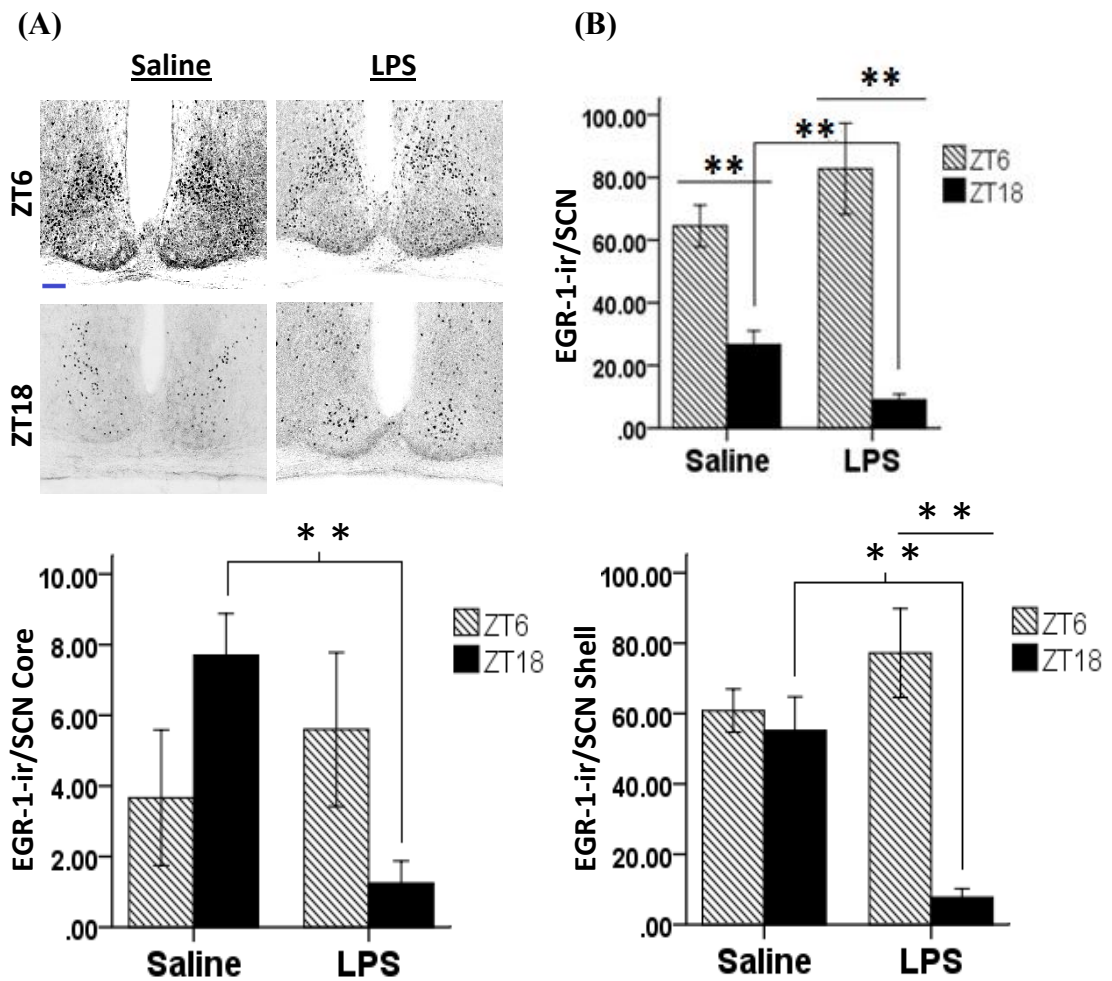 (A)
Saline LPS
ZT6
ZT18
(B)
EGR-1-ir/SCN
100.00
80.00
60.00
40.00
20.00
.00
**
**
**
ZT6
ZT18
Saline LPS
EGR-1-ir/SCN Core
10.00
8.00
6.00
4.00
2.00
.00
* *
ZT6
ZT18
Saline LPS
EGR-1-ir/SCN Shell
100.00
80.00
60.00
40.00
20.00
.00
* *
* *
ZT6
ZT18
Saline LPS